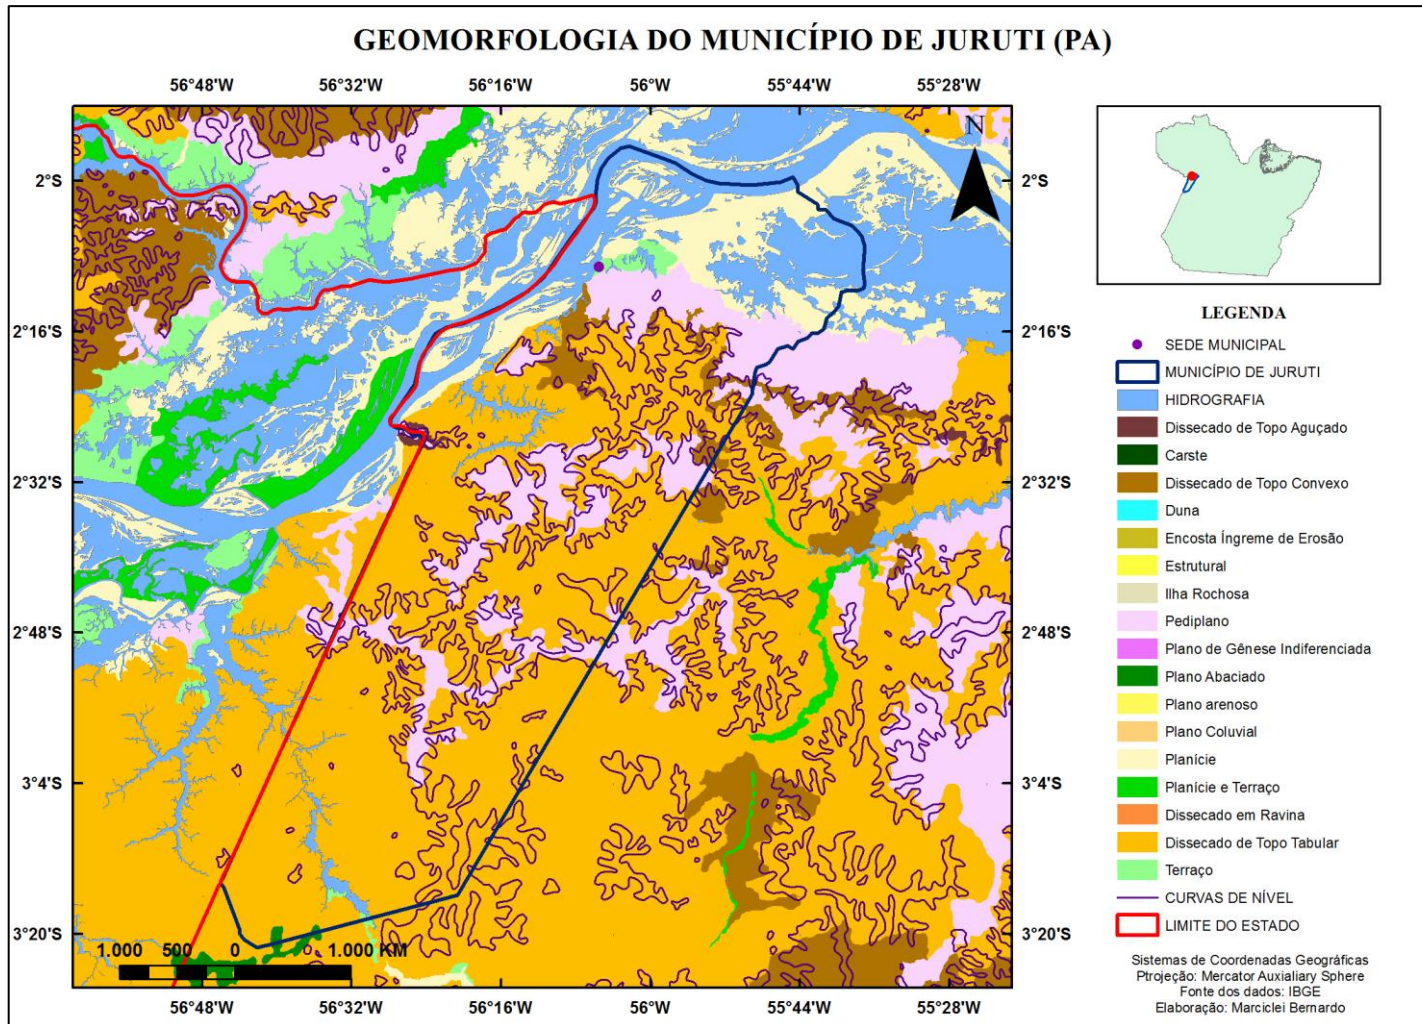 GEOMORFOLOGIA DO MUNICÍPIO DE JURUTI (PA)
56°48'W 56°32'W 56°16'W 56°0'W 55°44'W 55°28'W
N
2°S 2°S
2°16'S 2°16'S
2°32'S 2°32'S
2°48'S 2°48'S
3°4'S 3°4'S
3°20'S 3°20'S
1.000 500 0 1.000 KM
56°48'W 56°32'W 56°16'W 56°0'W 55°44'W 55°28'W
LEGENDA
SEDE MUNICIPAL
MUNICÍPIO DE JURUTI
HIDROGRAFIA
Dissecado de Topo Aguçado
Carste
Dissecado de Topo Convexo
Duna
Encosta Íngreme de Erosão
Estrutural
Ilha Rochosa
Pediplano
Plano de Gênese Indiferenciada
Plano Abaciado
Plano arenoso
Plano Coluvial
Planície
Planície e Terraço
Dissecado em Ravina
Dissecado de Topo Tabular
Terraço
CURVAS DE NÍVEL
LIMITE DO ESTADO
Sistemas de Coordenadas Geográficas
Ptrojeção: Mercator Auxialiary Sphere
Fonte dos dados: IBGE
Elaboração: Marciclei Bernardo